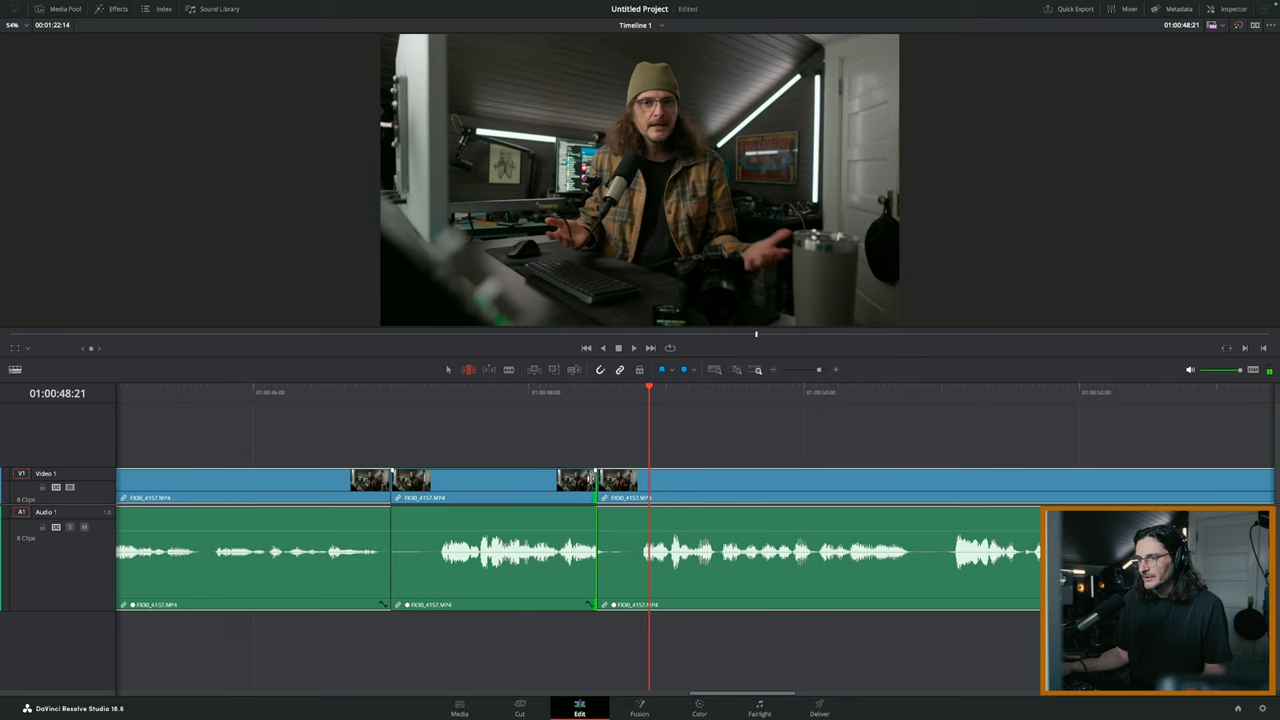 Media Pool Effects Index Sound Library Untitled Project Edited Quick Export Mixer Metadata Inspector
54% 00:01:22:14 Timeline 1 01:00:48:21
01:00:48:21 01:00:46:00 01:00:48:00 01:00:50:00 01:00:52:00
V1 Video 1
8 Clips
FX30_4157.MP4 FX30_4157.MP4 FX30_4157.MP4
A1 Audio 1 1.0
S M
8 Clips
FX30_4157.MP4 FX30_4157.MP4 FX30_4157.MP4
DaVinci Resolve Studio 18.6 Media Cut Edit Fusion Color Fairlight Deliver